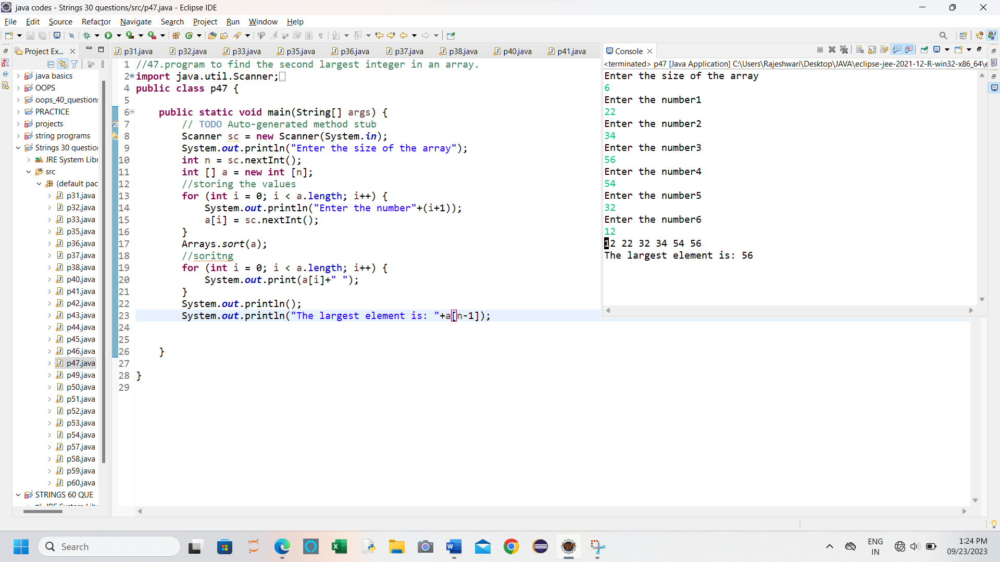 java codes - Strings 30 questions/src/p47.java - Eclipse IDE
File Edit Source Refactor Navigate Search Project Run Window Help
Project Ex...
p31.java p32.java p33.java p35.java p36.java p37.java p38.java p40.java p41.java
java basics
OOPS
oops_40_questions
PRACTICE
projects
string programs
Strings 30 question
JRE System Libr
src
(default pac
p31.java
p32.java
p33.java
p35.java
p36.java
p37.java
p38.java
p40.java
p41.java
p42.java
p43.java
p44.java
p45.java
p46.java
p47.java
p49.java
p50.java
p51.java
p52.java
p53.java
p54.java
p57.java
p58.java
p59.java
p60.java
STRINGS 60 QUE
1 //47.program to find the second largest integer in an array.
2 import java.util.Scanner;
4 public class p47 {
5
6 public static void main(String[] args) {
7 // TODO Auto-generated method stub
8 Scanner sc = new Scanner(System.in);
9 System.out.println("Enter the size of the array");
10 int n = sc.nextInt();
11 int [] a = new int [n];
12 //storing the values
13 for (int i = 0; i < a.length; i++) {
14 System.out.println("Enter the number"+(i+1));
15 a[i] = sc.nextInt();
16 }
17 Arrays.sort(a);
18 //soritng
19 for (int i = 0; i < a.length; i++) {
20 System.out.print(a[i]+" ");
21 }
22 System.out.println();
23 System.out.println("The largest element is: "+a[n-1]);
24
25
26 }
27
28 }
29
Console
<terminated> p47 [Java Application] C:\Users\Rajeshwari\Desktop\JAVA\eclipse-jee-2021-12-R-win32-x86_64\e
Enter the size of the array
6
Enter the number1
22
Enter the number2
34
Enter the number3
56
Enter the number4
54
Enter the number5
32
Enter the number6
12
12 22 32 34 54 56
The largest element is: 56
Search
ENG
IN
1:24 PM
09/23/2023